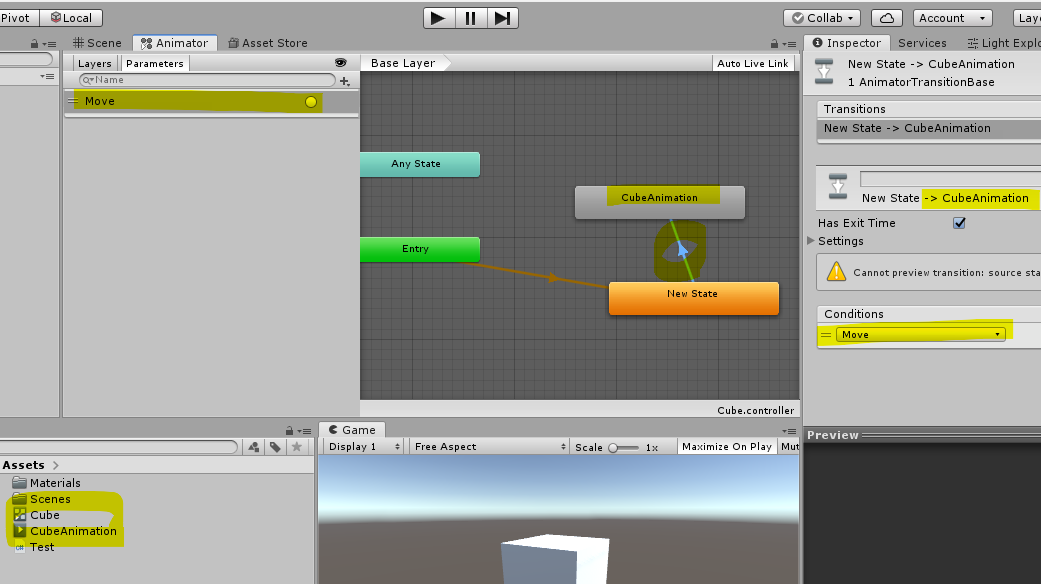 Pivot Local Collab Account Laye
Scene Animator Asset Store Inspector Services Light Explo
Layers Parameters Base Layer Auto Live Link
Name
Move
Any State
Entry
CubeAnimation
New State
Cube.controller
New State -> CubeAnimation
1 AnimatorTransitionBase
Transitions
New State -> CubeAnimation
New State -> CubeAnimation
Has Exit Time
Settings
Cannot preview transition: source sta
Conditions
Move
Preview
Game
Display 1 Free Aspect Scale 1x Maximize On Play Mut
Assets
Materials
Scenes
Cube
CubeAnimation
Test